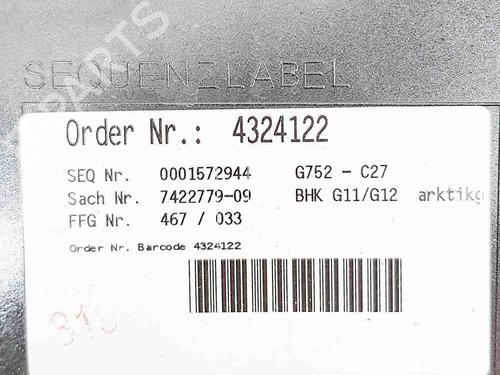 PARTS
SEQUENZLABEL
Order Nr.: 4324122
SEQ Nr. 0001572944 G752 - C27
Sach Nr. 7422779-09 BHK G11/G12 arktikg
FFG Nr. 467 / 033
Order Nr. Barcode 4324122